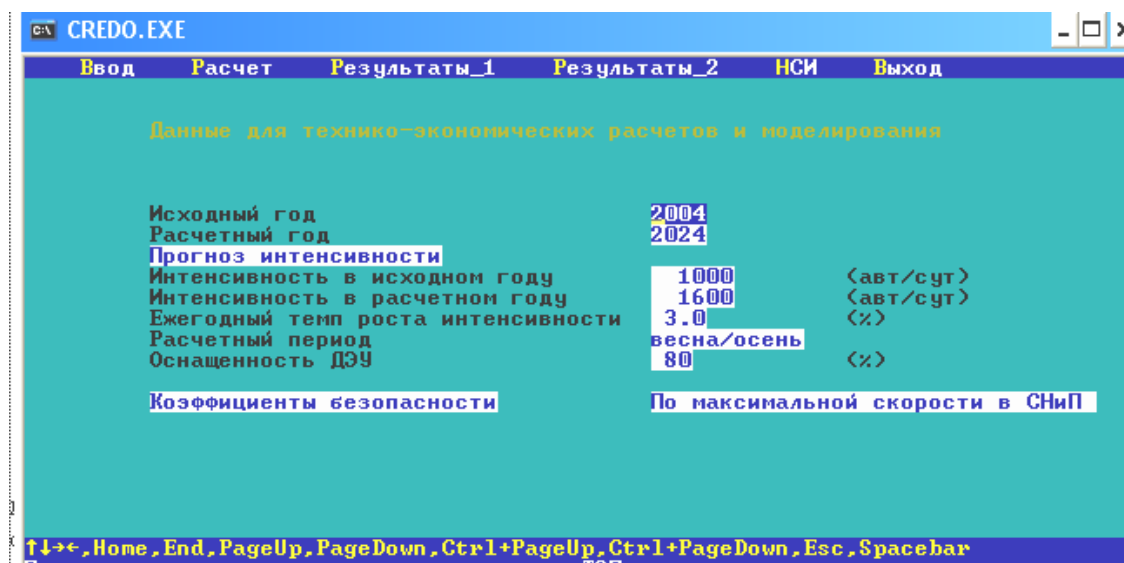 CREDO.EXE
Ввод Расчет Результаты_1 Результаты_2 НСИ Выход
Данные для технико-экономических расчетов и моделирования
Исходный год 2004
Расчетный год 2024
Прогноз интенсивности
Интенсивность в исходном году 1000 (авт/сут)
Интенсивность в расчетном году 1600 (авт/сут)
Ежегодный темп роста интенсивности 3.0 (%)
Расчетный период весна/осень
Оснащенность ДЭУ 80 (%)
Коэффициенты безопасности По максимальной скорости в СНиП
↑↓→←,Home,End,PageUp,PageDown,Ctrl+PageUp,Ctrl+PageDown,Esc,Spacebar